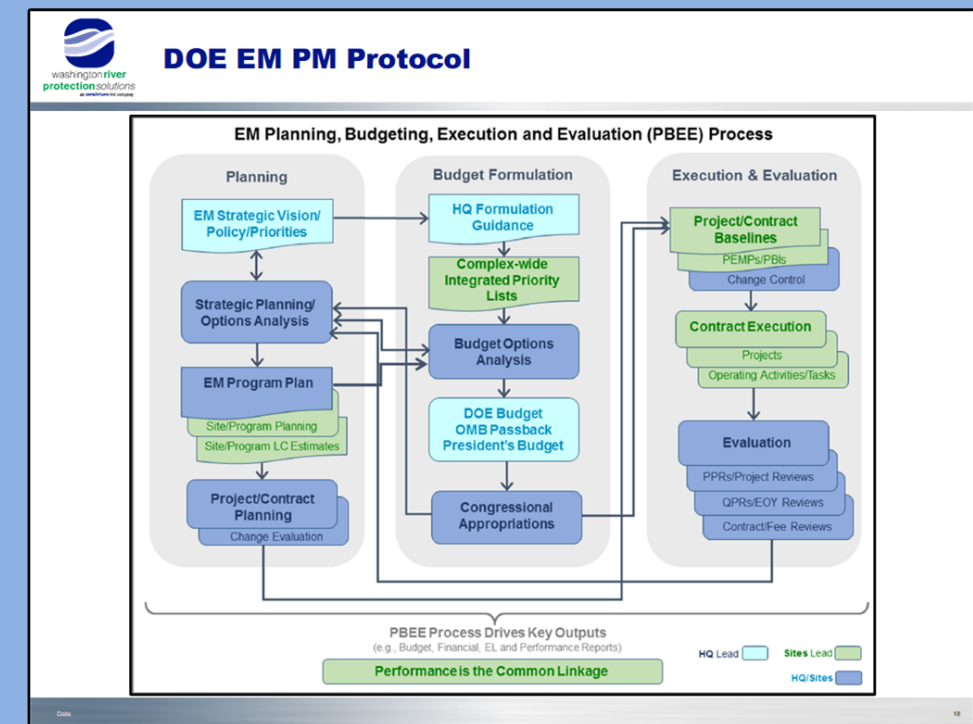 washington river
protection solutions
DOE EM PM Protocol
EM Planning, Budgeting, Execution and Evaluation (PBEE) Process
Planning
EM Strategic Vision/
Policy/Priorities
Strategic Planning/
Options Analysis
EM Program Plan
Site/Program Planning
Site/Program LC Estimates
Project/Contract
Planning
Change Evaluation
Budget Formulation
HQ Formulation
Guidance
Complex-wide
Integrated Priority
Lists
Budget Options
Analysis
DOE Budget
OMB Passback
President's Budget
Congressional
Appropriations
Execution & Evaluation
Project/Contract
Baselines
PEMPs/PBIs
Change Control
Contract Execution
Projects
Operating Activities/Tasks
Evaluation
PPRs/Project Reviews
QPRs/EOY Reviews
Contract/Fee Reviews
PBEE Process Drives Key Outputs
(e.g., Budget, Financial, EL and Performance Reports)
Performance is the Common Linkage
HQ Lead
Sites Lead
HQ/Sites
Date
18